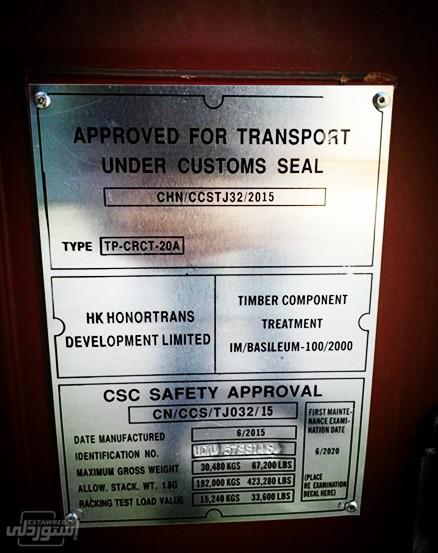 APPROVED FOR TRANSPORT
UNDER CUSTOMS SEAL
CHN/CCSTJ32/2015
TYPE TP-CRCT-20A
HK HONORTRANS
DEVELOPMENT LIMITED
TIMBER COMPONENT
TREATMENT
IM/BASILEUM-100/2000
CSC SAFETY APPROVAL
CN/CCS/TJ032/15
DATE MANUFACTURED 6/2015
IDENTIFICATION NO.
MAXIMUM GROSS WEIGHT 30,480 KGS 67,200 LBS
ALLOW. STACK. WT. 1.8G 192,000 KGS 423,280 LBS
RACKING TEST LOAD VALUE 15,240 KGS 33,600 LBS
FIRST MAINTE-
NANCE EXAMI-
NATION DATE
6/2020
(PLACE
RE EXAMINATION
DECAL HERE)
ESTAWREDLY
إستوردلي